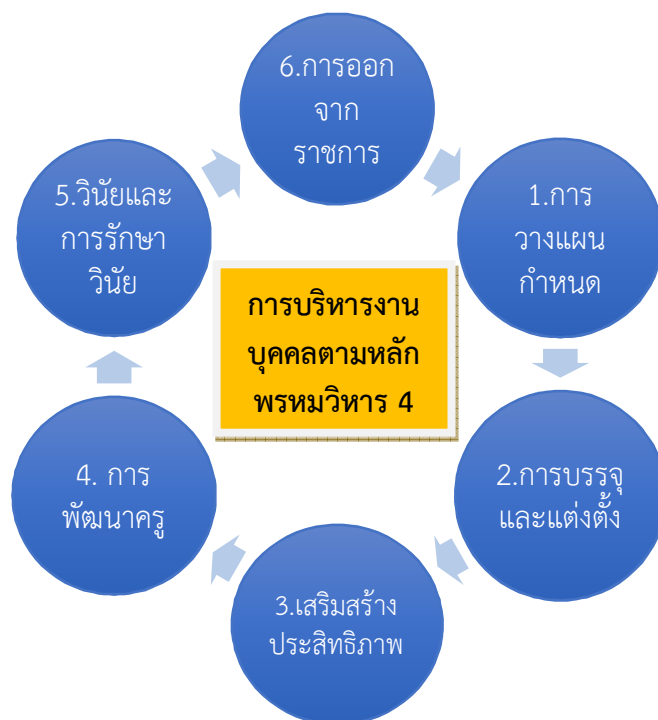 6.การออก
จาก
ราชการ
1.การ
วางแผน
กำหนด
2.การบรรจุ
และแต่งตั้ง
3.เสริมสร้าง
ประสิทธิภาพ
4. การ
พัฒนาครู
5.วินัยและ
การรักษา
วินัย
การบริหารงาน
บุคคลตามหลัก
พรหมวิหาร 4